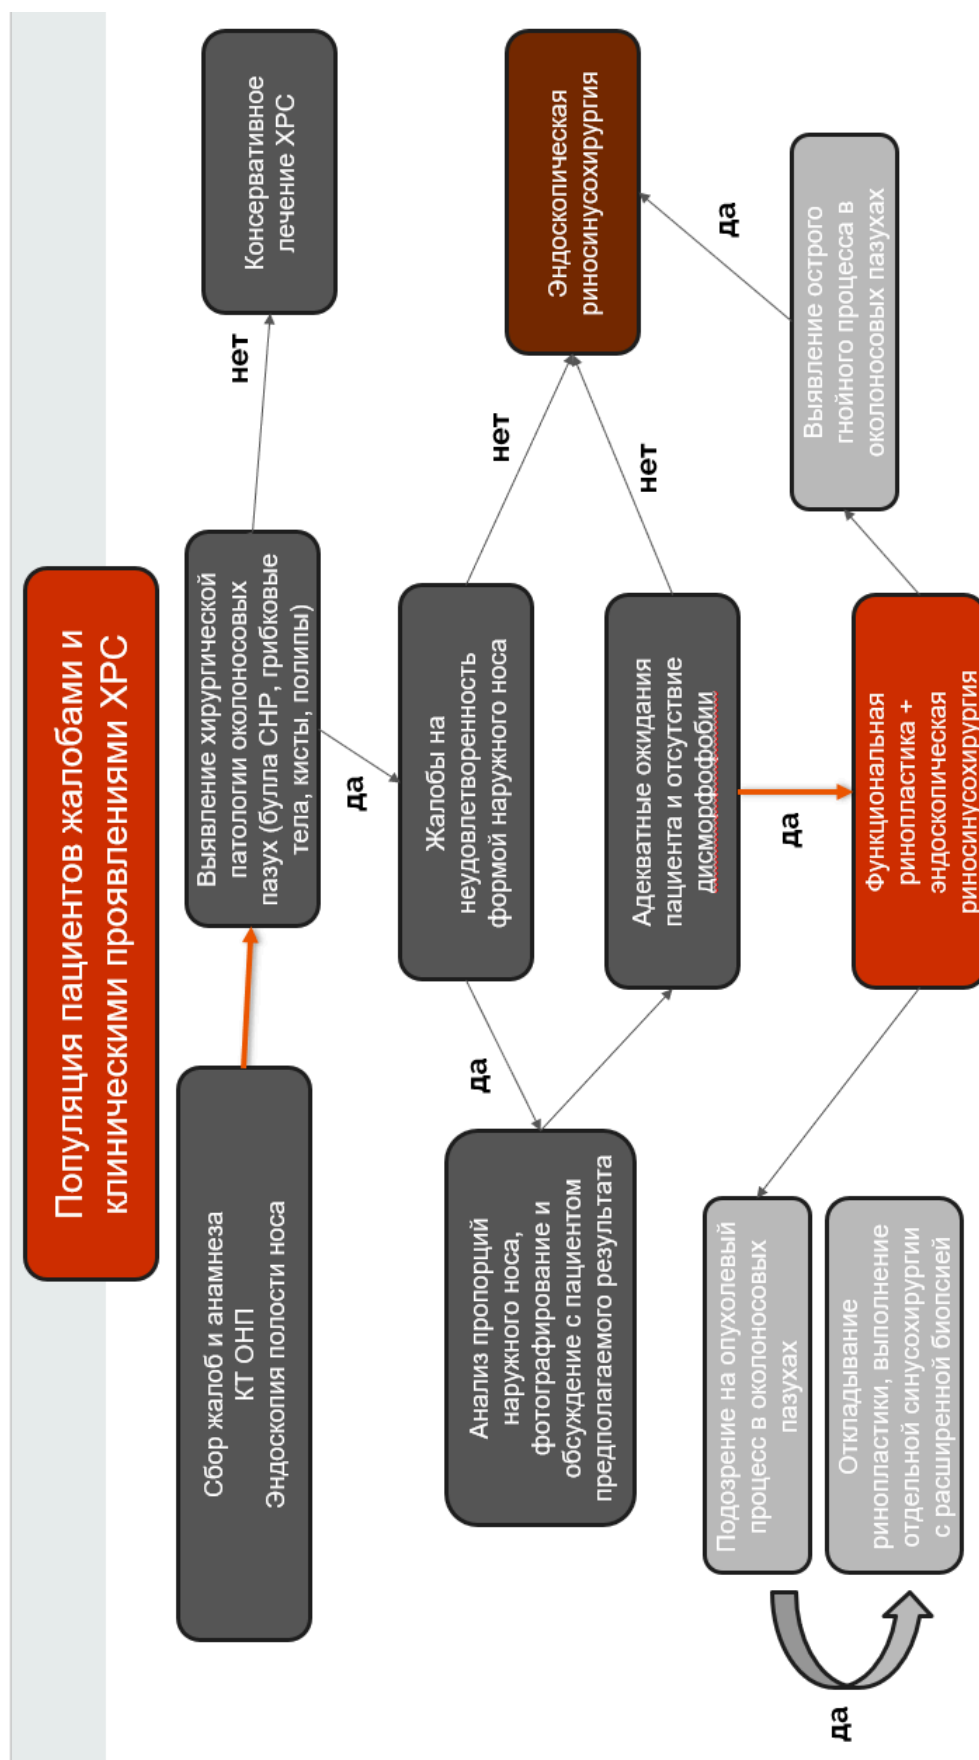 Популяция пациентов жалобами и
клиническими проявлениями ХРС
Сбор жалоб и анамнеза
КТ ОНП
Эндоскопия полости носа
Выявление хирургической
патологии околоносовых
пазух (булла СНР, грибковые
тела, кисты, полипы)
нет
Консервативное
лечение ХРС
да
Жалобы на
неудовлетворенность
формой наружного носа
да
нет
Анализ пропорций
наружного носа,
фотографирование и
обсуждение с пациентом
предполагаемого результата
Эндоскопическая
риносинусохирургия
Адекватные ожидания
пациента и отсутствие
дисморфофобии
нет
да
да
Подозрение на опухолевый
процесс в околоносовых
пазухах
Функциональная
ринопластика +
эндоскопическая
риносинусохирургия
Выявление острого
гнойного процесса в
околоносовых пазухах
да
Откладывание
ринопластики, выполнение
отдельной синусохирургии
с расширенной биопсией